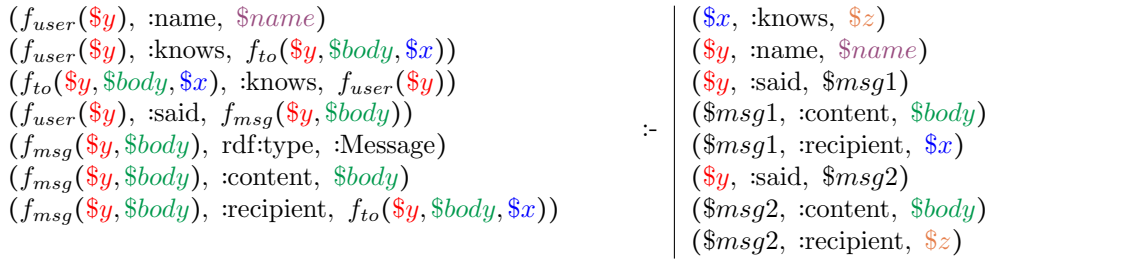 (f_user($y), :name, $name)
(f_user($y), :knows, f_to($y,$body,$x))
(f_to($y,$body,$x), :knows, f_user($y))
(f_user($y), :said, f_msg($y,$body))
(f_msg($y,$body), rdf:type, :Message)
(f_msg($y,$body), :content, $body)
(f_msg($y,$body), :recipient, f_to($y,$body,$x))
:-
($x, :knows, $z)
($y, :name, $name)
($y, :said, $msg1)
($msg1, :content, $body)
($msg1, :recipient, $x)
($y, :said, $msg2)
($msg2, :content, $body)
($msg2, :recipient, $z)